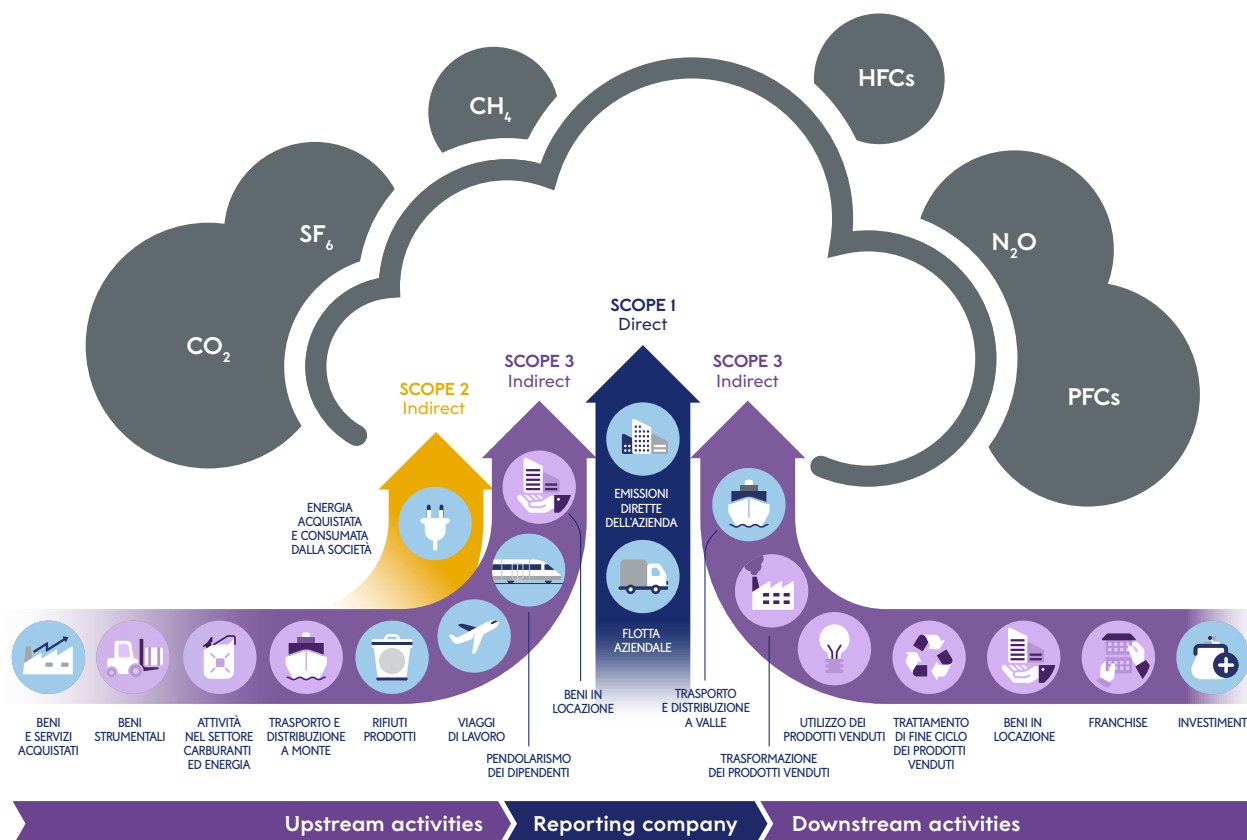 HFCs
CH₄
SF₆
N₂O
CO₂
PFCs
SCOPE 1
Direct
SCOPE 3
Indirect
SCOPE 3
Indirect
SCOPE 2
Indirect
ENERGIA
ACQUISTATA
E CONSUMATA
DALLA SOCIETÀ
EMISSIONI
DIRETTE
DELL'AZIENDA
FLOTTA
AZIENDALE
BENI
E SERVIZI
ACQUISTATI
BENI
STRUMENTALI
ATTIVITÀ
NEL SETTORE
CARBURANTI
ED ENERGIA
TRASPORTO E
DISTRIBUZIONE
A MONTE
RIFIUTI
PRODOTTI
VIAGGI
DI LAVORO
PENDOLARISMO
DEI DIPENDENTI
BENI IN
LOCAZIONE
TRASPORTO
E DISTRIBUZIONE
A VALLE
TRASFORMAZIONE
DEI PRODOTTI VENDUTI
UTILIZZO DEI
PRODOTTI VENDUTI
TRATTAMENTO
DI FINE CICLO
DEI PRODOTTI
VENDUTI
BENI IN
LOCAZIONE
FRANCHISE
INVESTIMENT
Upstream activities
Reporting company
Downstream activities